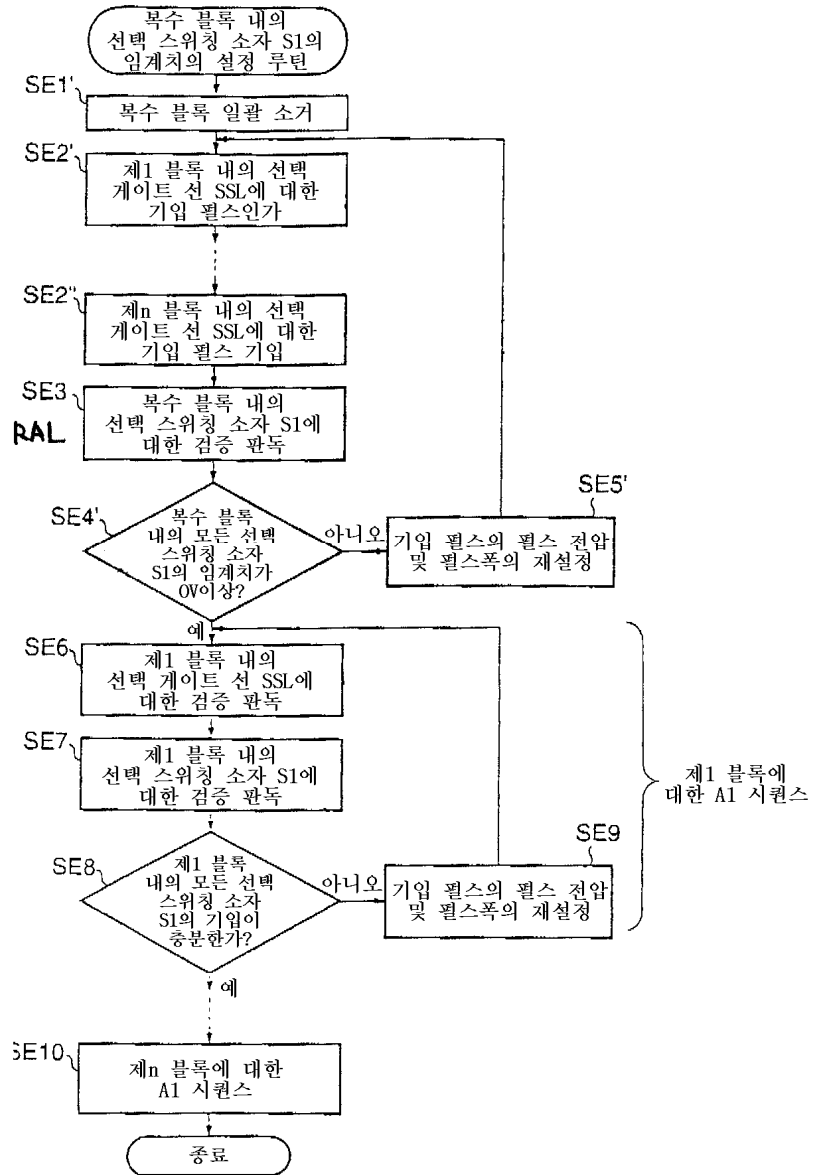 복수 블록 내의
선택 스위칭 소자 S1의
임계치의 설정 루틴
SE1'
복수 블록 일괄 소거
SE2'
제1 블록 내의 선택
게이트 선 SSL에 대한
기입 펄스인가
SE2"
제n 블록 내의 선택
게이트 선 SSL에 대한
기입 펄스 기입
SE3
RAL
복수 블록 내의
선택 스위칭 소자 S1에
대한 검증 판독
SE4'
복수 블록
내의 모든 선택
스위칭 소자
S1의 임계치가
0V이상?
아니오
SE5'
기입 펄스의 펄스 전압
및 펄스폭의 재설정
예
SE6
제1 블록 내의
선택 게이트 선 SSL에
대한 검증 판독
SE7
제1 블록 내의
선택 스위칭 소자 S1에
대한 검증 판독
SE8
제1 블록
내의 모든 선택
스위칭 소자
S1의 기입이
충분한가?
아니오
SE9
기입 펄스의 펄스 전압
및 펄스폭의 재설정
제1 블록에
대한 A1 시퀀스
예
SE10
제n 블록에 대한
A1 시퀀스
종료